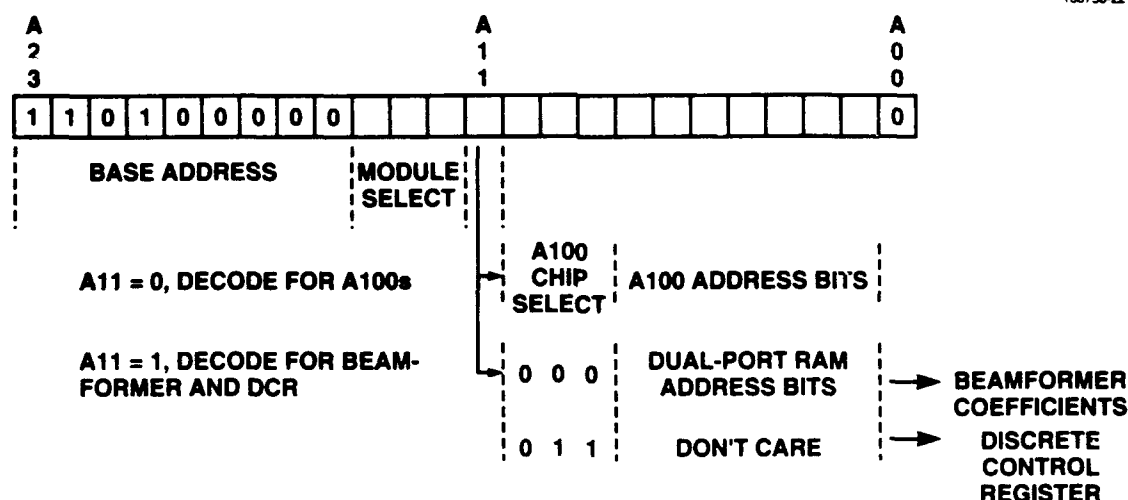 A A A
2 1 0
3 1 0
1 1 0 1 0 0 0 0 0 0
BASE ADDRESS
MODULE
SELECT
A11 = 0, DECODE FOR A100s
A100
CHIP
SELECT
A100 ADDRESS BITS
A11 = 1, DECODE FOR BEAM-
FORMER AND DCR
0 0 0
DUAL-PORT RAM
ADDRESS BITS
BEAMFORMER
COEFFICIENTS
0 1 1
DON'T CARE
DISCRETE
CONTROL
REGISTER